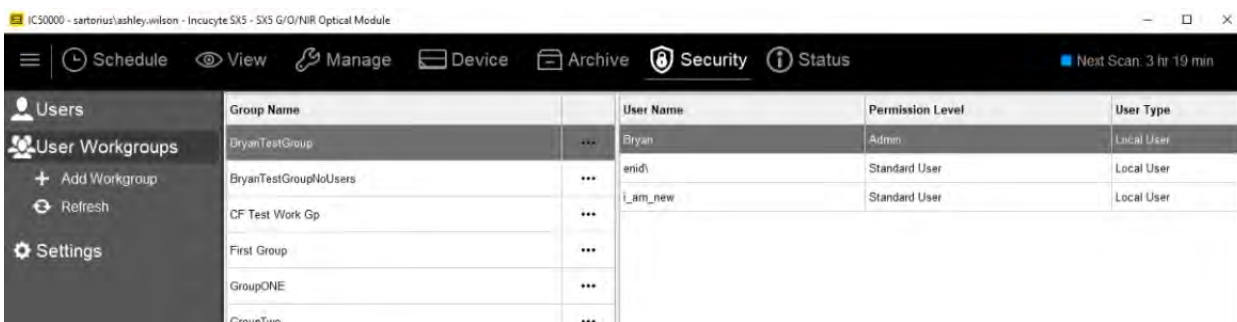 IC50000 - sartorius\ashley.wilson - Incucyte SX5 - SX5 G/O/NIR Optical Module
Schedule View Manage Device Archive Security Status Next Scan: 3 hr 19 min
Users
User Workgroups
Add Workgroup
Refresh
Settings
Group Name
BryanTestGroup
BryanTestGroupNoUsers
CF Test Work Gp
First Group
GroupONE
GroupTwo
User Name Permission Level User Type
Bryan Admin Local User
enid\ Standard User Local User
i_am_new Standard User Local User